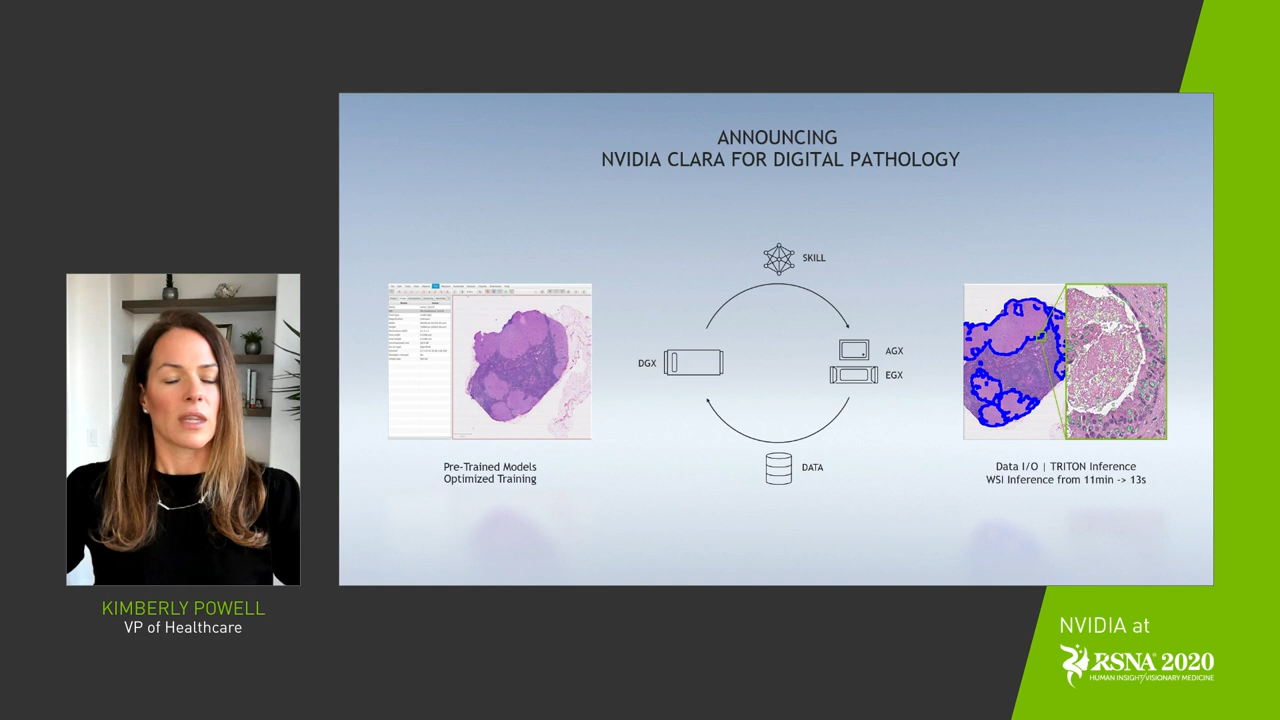 ANNOUNCING
NVIDIA CLARA FOR DIGITAL PATHOLOGY
SKILL
DGX
AGX
EGX
DATA
Pre-Trained Models
Optimized Training
Data I/O | TRITON Inference
WSI Inference from 11min -> 13s
KIMBERLY POWELL
VP of Healthcare
NVIDIA at
RSNA® 2020
HUMAN INSIGHT/VISIONARY MEDICINE